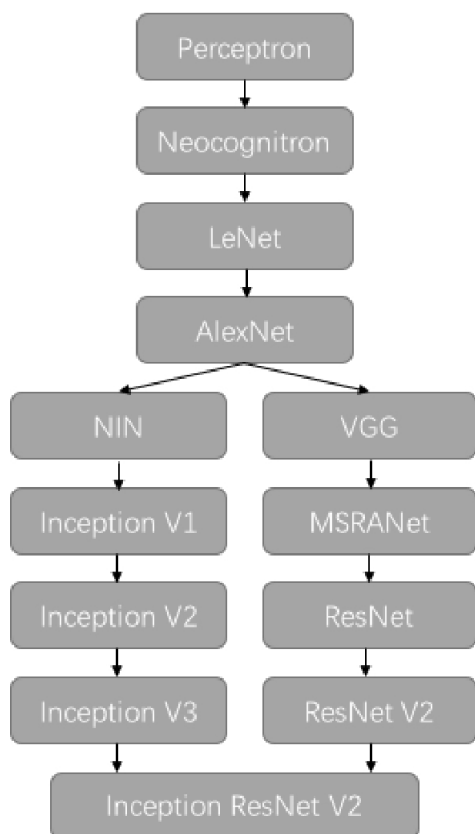 Perceptron
Neocognitron
LeNet
AlexNet
NIN
VGG
Inception V1
MSRANet
Inception V2
ResNet
Inception V3
ResNet V2
Inception ResNet V2